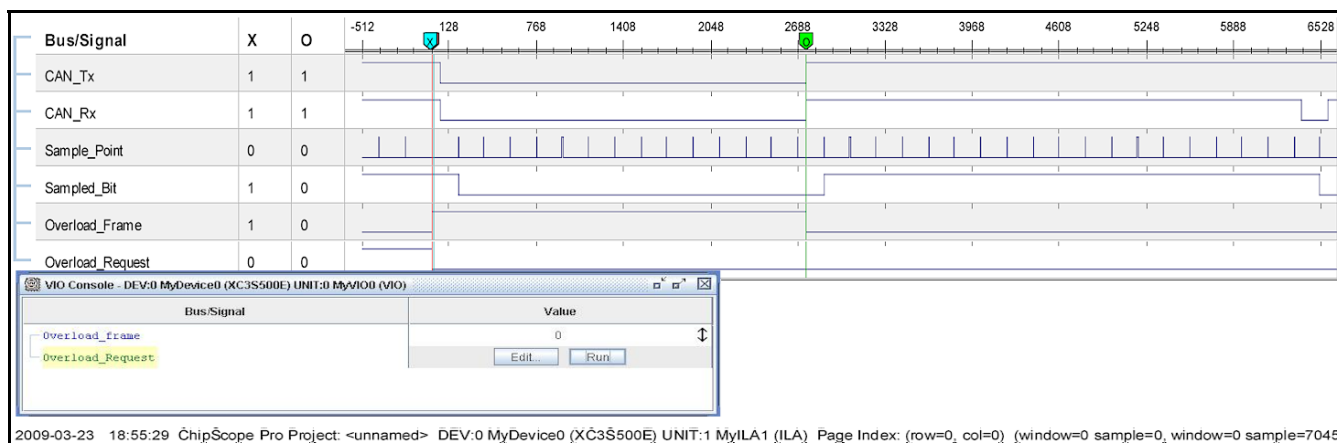 Bus/Signal X O -512 128 768 1408 2048 2688 3328 3968 4608 5248 5888 6528
X O
CAN_Tx 1 1
CAN_Rx 1 1
Sample_Point 0 0
Sampled_Bit 1 0
Overload_Frame 1 0
Overload_Request 0 0
VIO Console - DEV:0 MyDevice0 (XC3S500E) UNIT:0 MyVIO0 (VIO)
Bus/Signal Value
Overload_frame 0
Overload_Request Edit... Run
2009-03-23 18:55:29 ChipScope Pro Project: <unnamed> DEV:0 MyDevice0 (XC3S500E) UNIT:1 MyILA1 (ILA) Page Index: (row=0, col=0) (window=0 sample=0, window=0 sample=7045